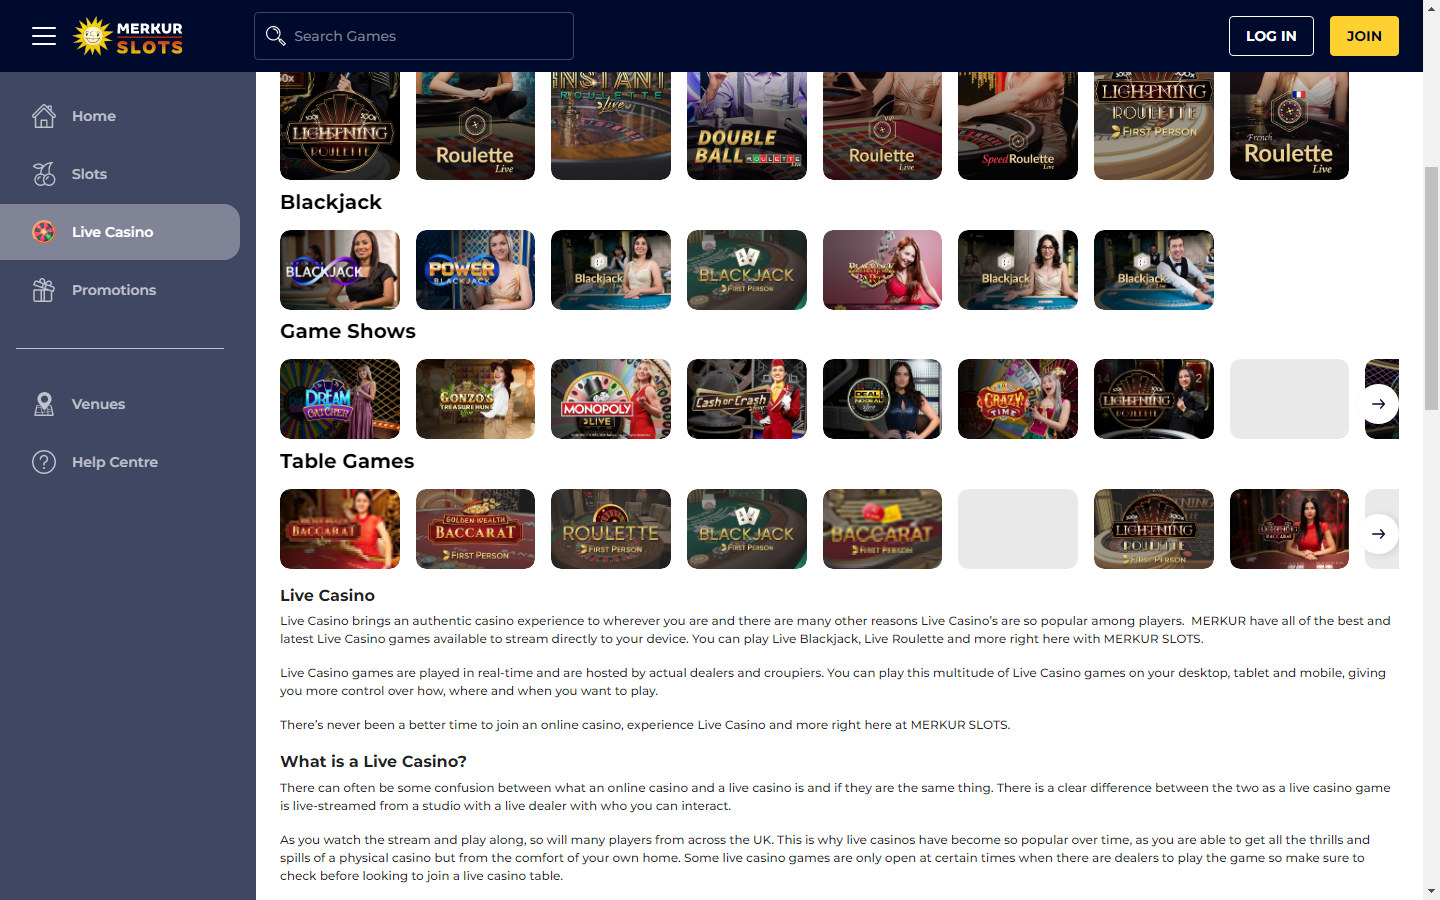 MERKUR
SLOTS
Search Games
LOG IN
JOIN
Home
Slots
Live Casino
Promotions
Venues
Help Centre
LIGHTNING
ROULETTE
Roulette
Live
INSTANT
ROULETTE
Live
DOUBLE
BALL ROULETTE
Live
VIP
Roulette
Live
Speed Roulette
Live
LIGHTNING
ROULETTE
FIRST PERSON
French
Roulette
Live
Blackjack
BLACKJACK
POWER
BLACKJACK
Blackjack
BLACKJACK
FIRST PERSON
PARTY
Blackjack
Blackjack
Game Shows
DREAM
CATCHER
GONZO'S
TREASURE HUNT
MONOPOLY
LIVE
Cash or Crash
DEAL
NO DEAL
CRAZY
TIME
LIGHTNING
ROULETTE
Table Games
BACCARAT
GOLDEN WEALTH
BACCARAT
FIRST PERSON
ROULETTE
FIRST PERSON
BLACKJACK
FIRST PERSON
BACCARAT
FIRST PERSON
LIGHTNING
ROULETTE
FIRST PERSON
BACCARAT
Live Casino
Live Casino brings an authentic casino experience to wherever you are and there are many other reasons Live Casino's are so popular among players.  MERKUR have all of the best and
latest Live Casino games available to stream directly to your device. You can play Live Blackjack, Live Roulette and more right here with MERKUR SLOTS.
Live Casino games are played in real-time and are hosted by actual dealers and croupiers. You can play this multitude of Live Casino games on your desktop, tablet and mobile, giving
you more control over how, where and when you want to play.
There's never been a better time to join an online casino, experience Live Casino and more right here at MERKUR SLOTS.
What is a Live Casino?
There can often be some confusion between what an online casino and a live casino is and if they are the same thing. There is a clear difference between the two as a live casino game
is live-streamed from a studio with a live dealer with who you can interact.
As you watch the stream and play along, so will many players from across the UK. This is why live casinos have become so popular over time, as you are able to get all the thrills and
spills of a physical casino but from the comfort of your own home. Some live casino games are only open at certain times when there are dealers to play the game so make sure to
check before looking to join a live casino table.